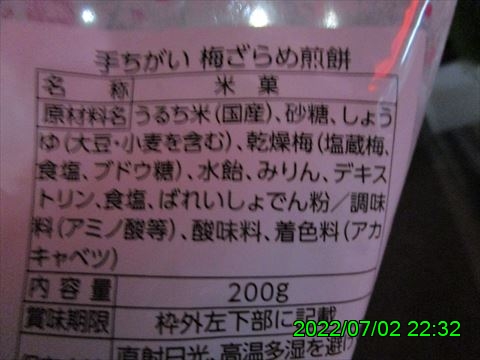 手ちがい 梅ざらめ煎餅
名 称 米 菓
原材料名 うるち米(国産)、砂糖、しょう
ゆ(大豆・小麦を含む)、乾燥梅(塩蔵梅、
食塩、ブドウ糖)、水飴、みりん、デキス
トリン、食塩、ばれいしょでん粉/調味
料(アミノ酸等)、酸味料、着色料(アカ
キャベツ)
内 容 量 200g
賞味期限 枠外左下部に記載
直射日光、高温多湿を避け
2022/07/02 22:32